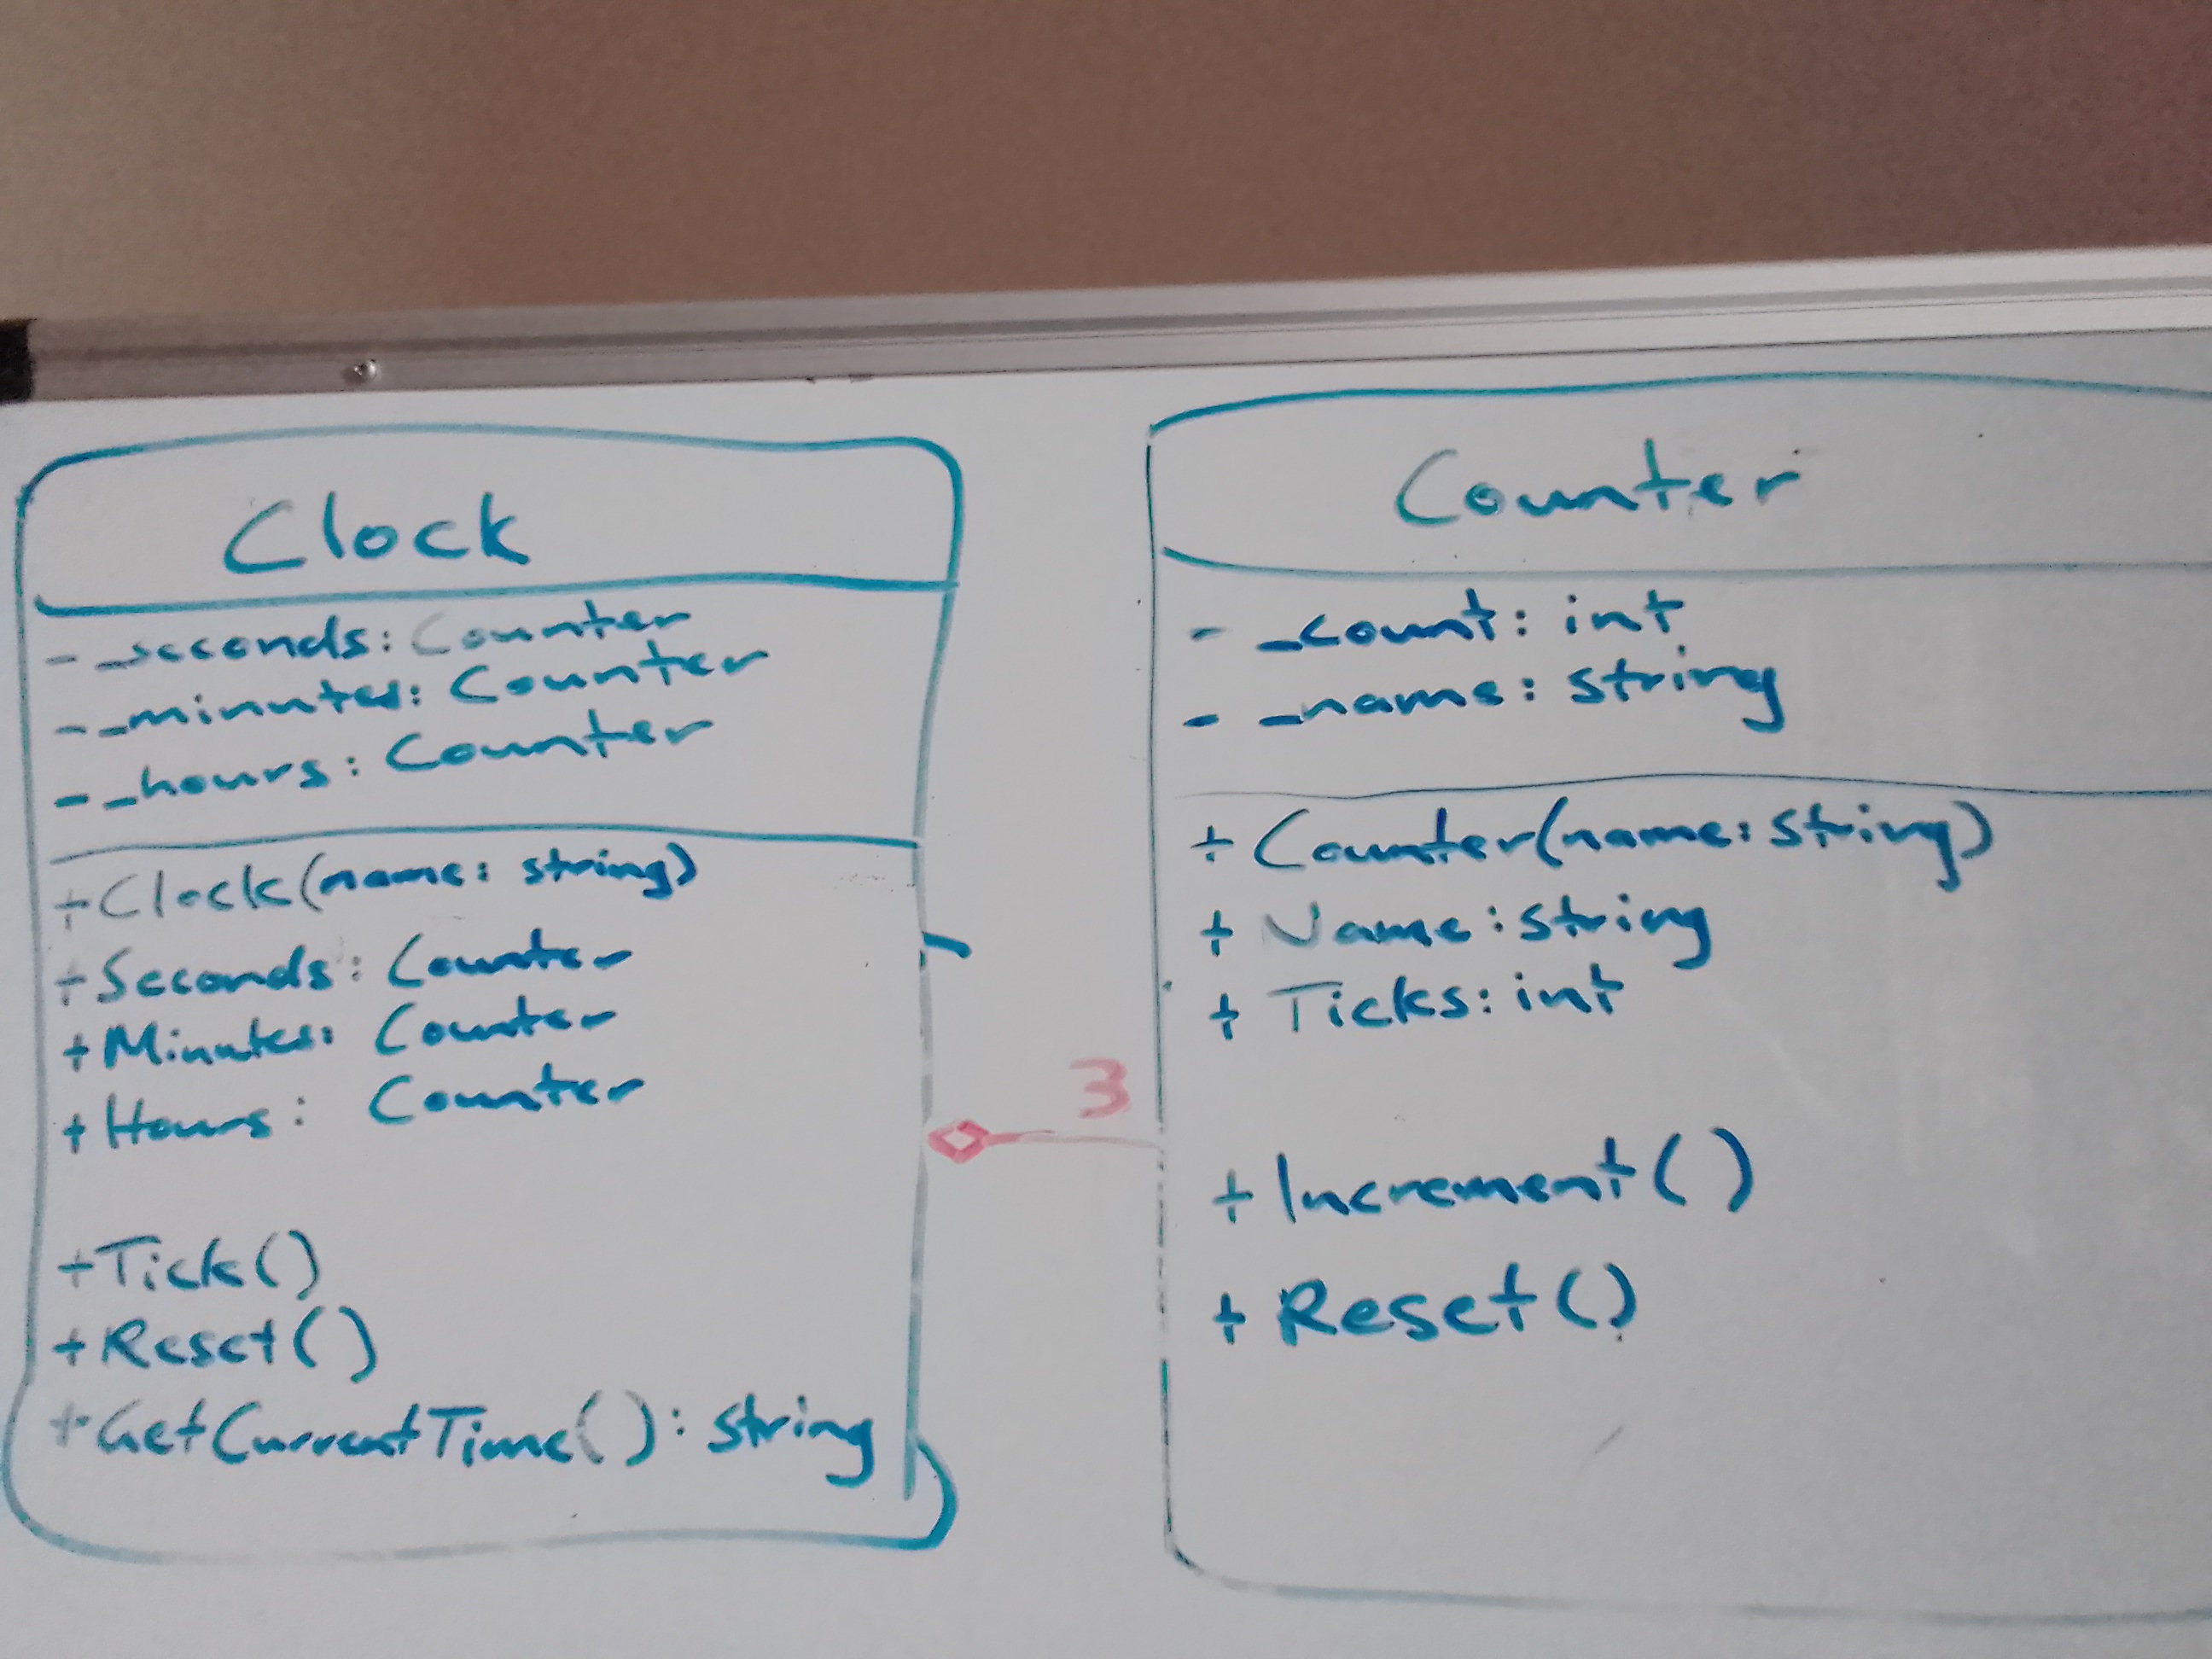 Clock
- _seconds: Counter
- _minutes: Counter
- _hours: Counter
+ Clock(name: string)
+ Seconds: Counter
+ Minutes: Counter
+ Hours: Counter
+ Tick()
+ Reset()
+ GetCurrentTime(): string
3
Counter
- _count: int
- _name: string
+ Counter(name: string)
+ Name: string
+ Ticks: int
+ Increment()
+ Reset()